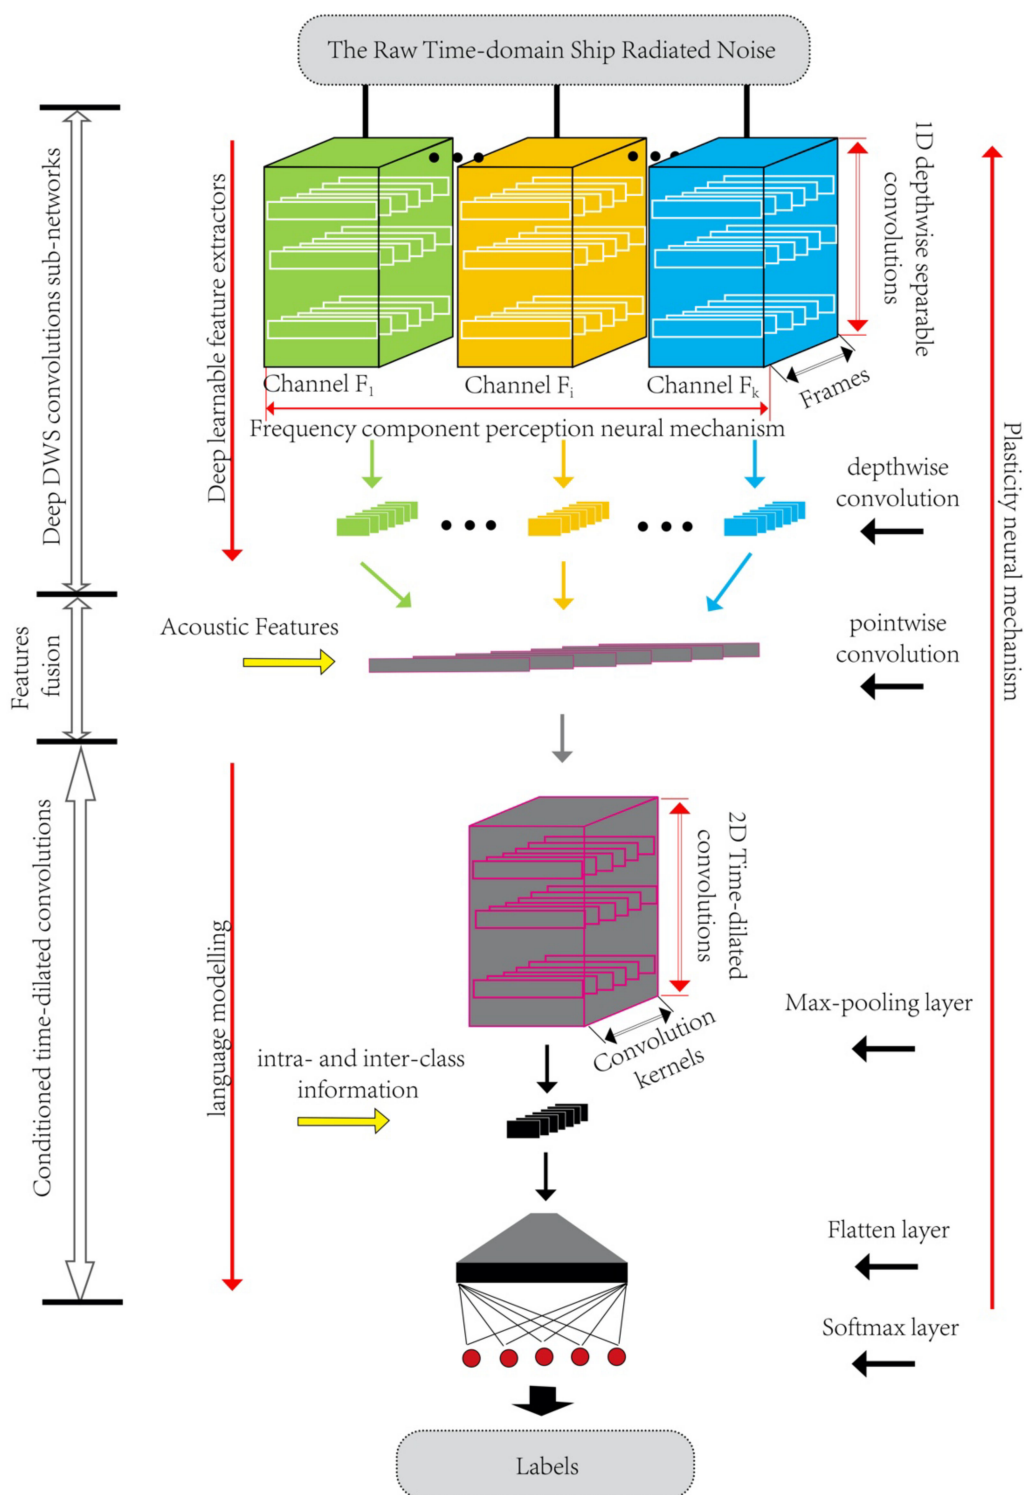 The Raw Time-domain Ship Radiated Noise
Deep DWS convolutions sub-networks
Deep learnable feature extractors
1D depthwise separable
convolutions
Channel F1
Channel Fi
Channel Fk
Frames
Frequency component perception neural mechanism
Plasticity neural mechanism
depthwise
convolution
Features
fusion
Acoustic Features
pointwise
convolution
Conditioned time-dilated convolutions
language modelling
2D Time-dilated
convolutions
Convolution
kernels
Max-pooling layer
intra- and inter-class
information
Flatten layer
Softmax layer
Labels